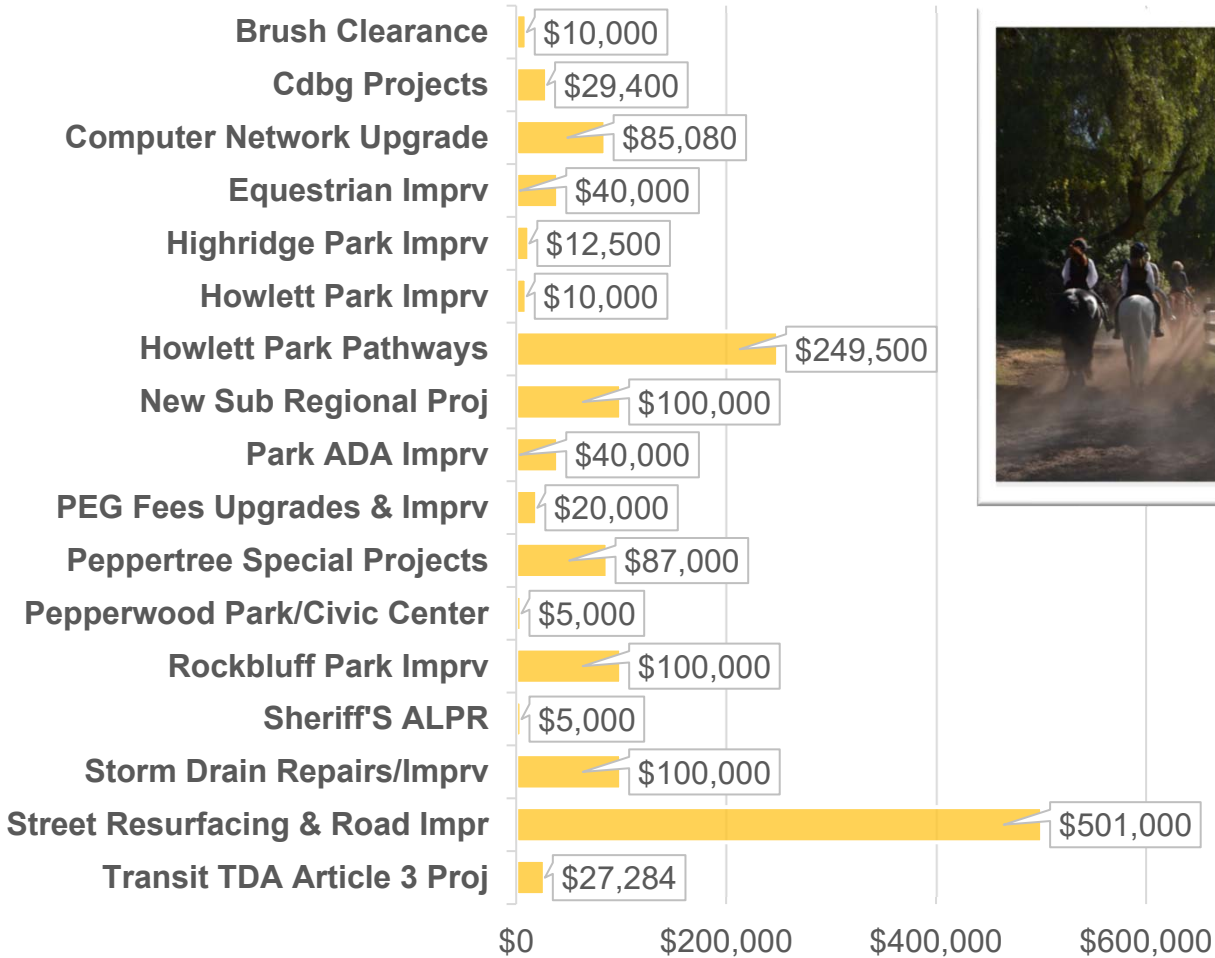 Brush Clearance $10,000
Cdbg Projects $29,400
Computer Network Upgrade $85,080
Equestrian Imprv $40,000
Highridge Park Imprv $12,500
Howlett Park Imprv $10,000
Howlett Park Pathways $249,500
New Sub Regional Proj $100,000
Park ADA Imprv $40,000
PEG Fees Upgrades & Imprv $20,000
Peppertree Special Projects $87,000
Pepperwood Park/Civic Center $5,000
Rockbluff Park Imprv $100,000
Sheriff'S ALPR $5,000
Storm Drain Repairs/Imprv $100,000
Street Resurfacing & Road Impr $501,000
Transit TDA Article 3 Proj $27,284
$0 $200,000 $400,000 $600,000